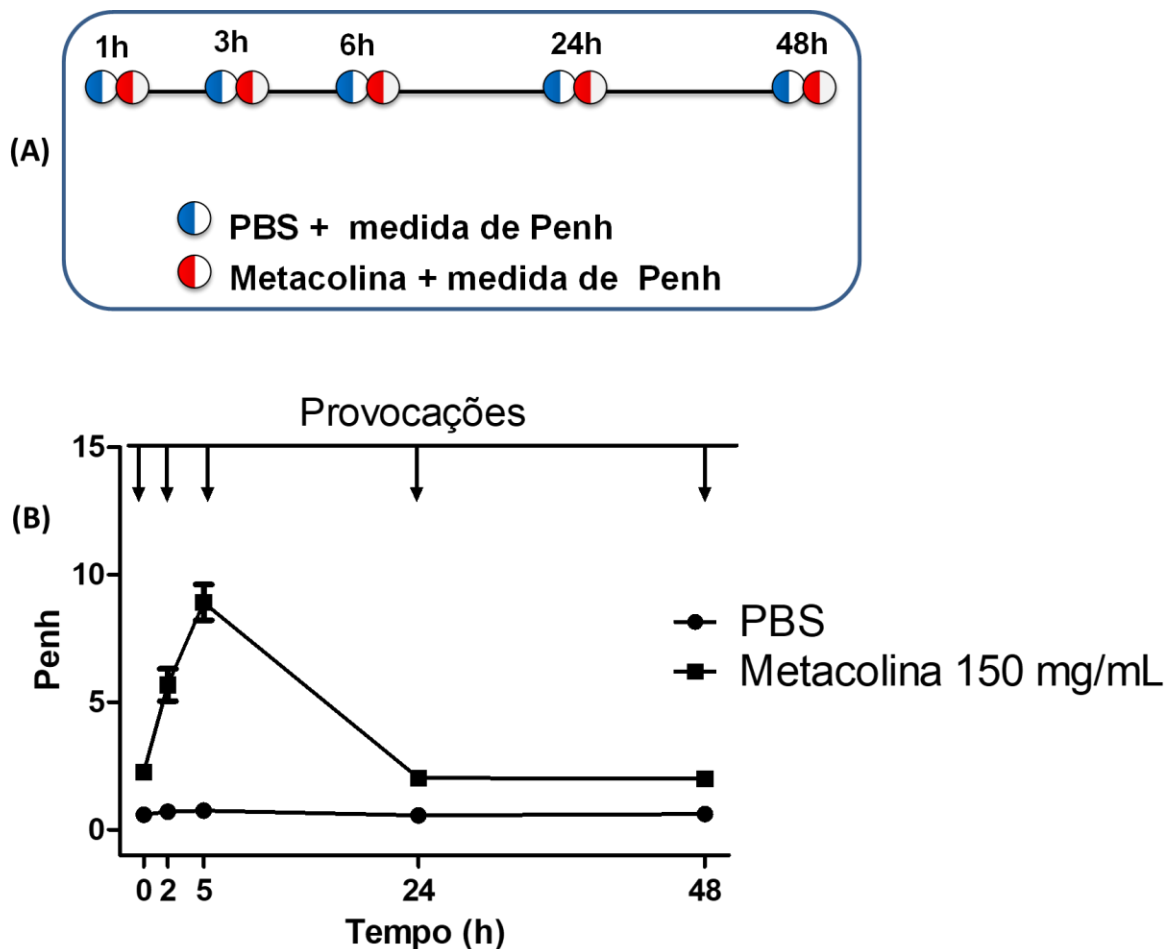 1h 3h 6h 24h 48h
(A)
PBS + medida de Penh
Metacolina + medida de Penh
Provocações
15
(B)
10
Penh
5
0
PBS
Metacolina 150 mg/mL
0 2 5 24 48
Tempo (h)